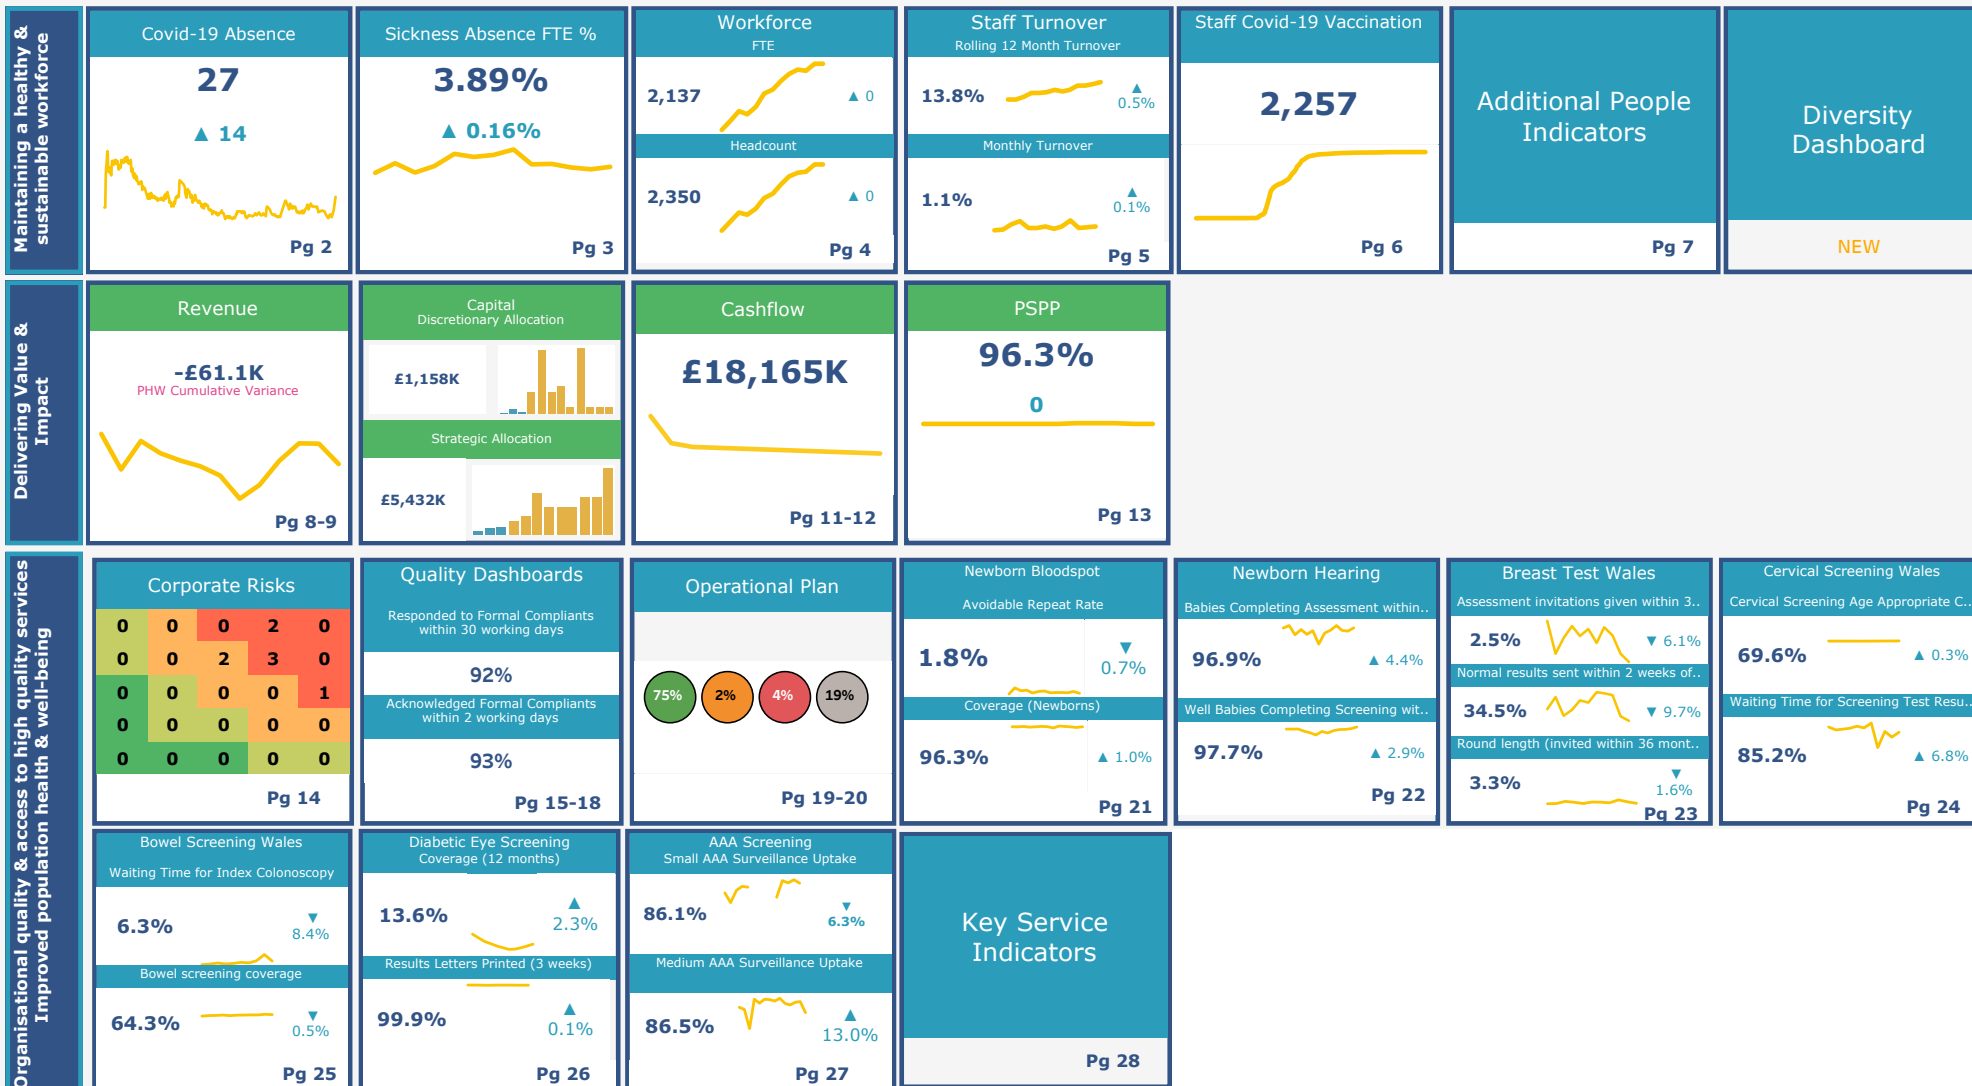 Maintaining a healthy &
sustainable workforce
Covid-19 Absence
27
▲ 14
Pg 2
Sickness Absence FTE %
3.89%
▲ 0.16%
Pg 3
Workforce
FTE
2,137
▲ 0
Headcount
2,350
▲ 0
Pg 4
Staff Turnover
Rolling 12 Month Turnover
13.8%
▲
0.5%
Monthly Turnover
1.1%
▲
0.1%
Pg 5
Staff Covid-19 Vaccination
2,257
Pg 6
Additional People
Indicators
Pg 7
Diversity
Dashboard
NEW
Delivering Value &
Impact
Revenue
-£61.1K
PHW Cumulative Variance
Pg 8-9
Capital
Discretionary Allocation
£1,158K
Strategic Allocation
£5,432K
Cashflow
£18,165K
Pg 11-12
PSPP
96.3%
0
Pg 13
Organisational quality & access to high quality services
Improved population health & well-being
Corporate Risks
0 0 0 2 0
0 0 2 3 0
0 0 0 0 1
0 0 0 0 0
0 0 0 0 0
Pg 14
Quality Dashboards
Responded to Formal Compliants
within 30 working days
92%
Acknowledged Formal Compliants
within 2 working days
93%
Pg 15-18
Operational Plan
75% 2% 4% 19%
Pg 19-20
Newborn Bloodspot
Avoidable Repeat Rate
1.8%
▼
0.7%
Coverage (Newborns)
96.3%
▲ 1.0%
Pg 21
Newborn Hearing
Babies Completing Assessment within..
96.9%
▲ 4.4%
Well Babies Completing Screening wit..
97.7%
▲ 2.9%
Pg 22
Breast Test Wales
Assessment invitations given within 3..
2.5%
▼ 6.1%
Normal results sent within 2 weeks of..
34.5%
▼ 9.7%
Round length (invited within 36 mont..
3.3%
▼
1.6%
Pg 23
Cervical Screening Wales
Cervical Screening Age Appropriate C..
69.6%
▲ 0.3%
Waiting Time for Screening Test Resu..
85.2%
▲ 6.8%
Pg 24
Bowel Screening Wales
Waiting Time for Index Colonoscopy
6.3%
▼
8.4%
Bowel screening coverage
64.3%
▼
0.5%
Pg 25
Diabetic Eye Screening
Coverage (12 months)
13.6%
▲
2.3%
Results Letters Printed (3 weeks)
99.9%
▲
0.1%
Pg 26
AAA Screening
Small AAA Surveillance Uptake
86.1%
▼
6.3%
Medium AAA Surveillance Uptake
86.5%
▲
13.0%
Pg 27
Key Service
Indicators
Pg 28